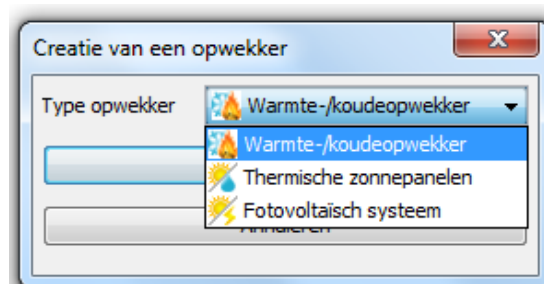 Creatie van een opwekker
Type opwekker Warmte-/koudeopwekker
Warmte-/koudeopwekker
Thermische zonnepanelen
Fotovoltaïsch systeem